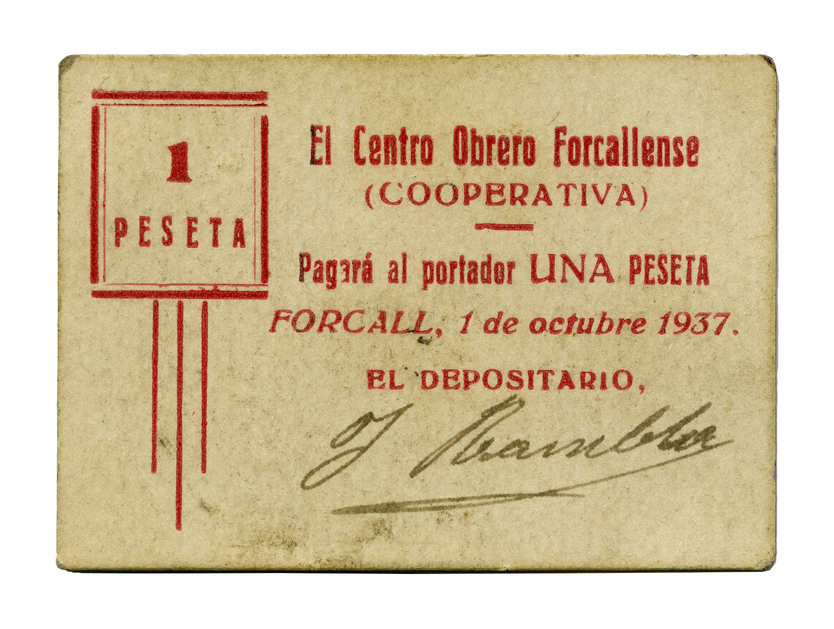 1
PESETA
El Centro Obrero Forcallense
(COOPERATIVA)
Pagará al portador UNA PESETA
FORCALL, 1 de octubre 1937.
EL DEPOSITARIO,
J Rambla